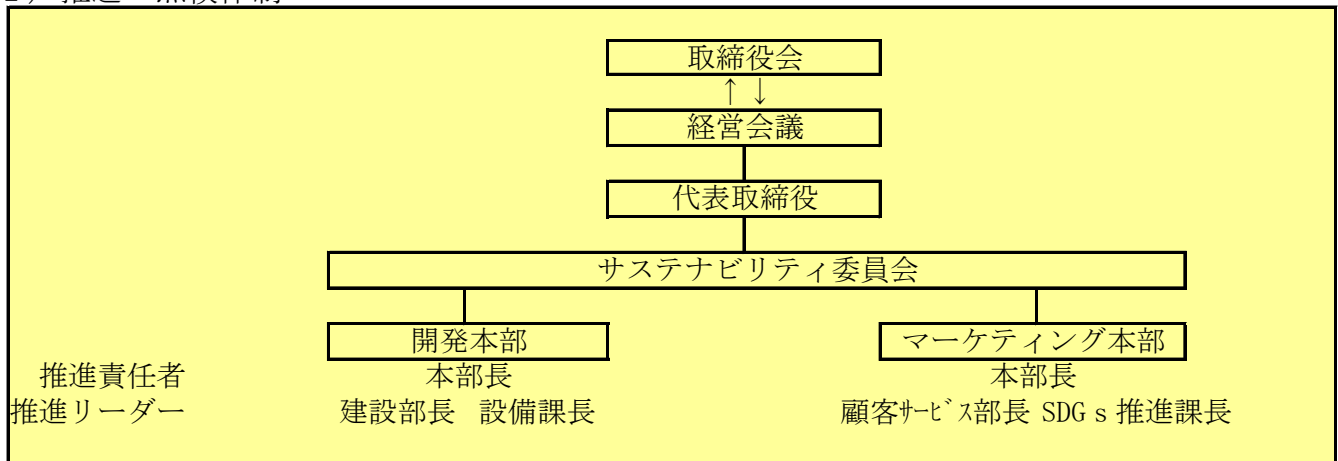 取締役会
↑↓
経営会議
代表取締役
サステナビリティ委員会
開発本部 マーケティング本部
推進責任者 本部長 本部長
推進リーダー 建設部長 設備課長 顧客ｻｰﾋﾞｽ部長 SDGs推進課長